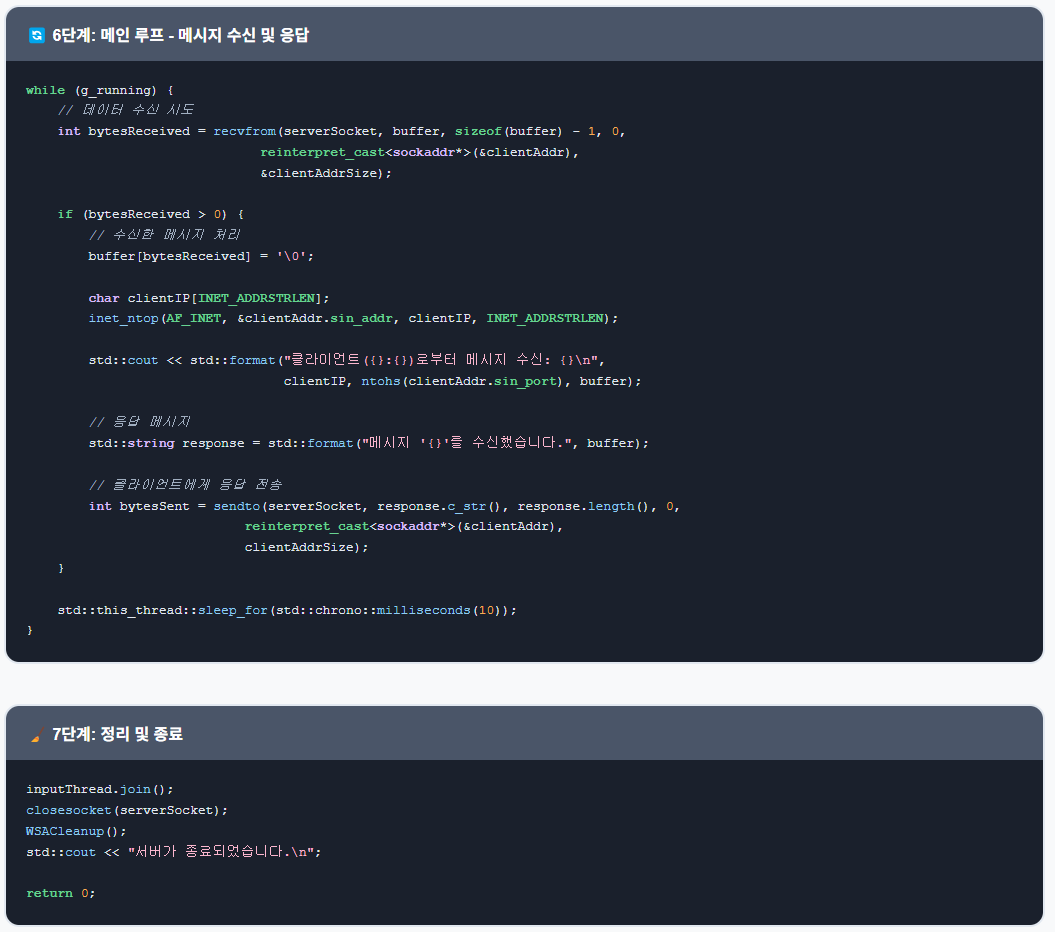 6단계: 메인 루프 - 메시지 수신 및 응답
while (g_running) {
    // 데이터 수신 시도
    int bytesReceived = recvfrom(serverSocket, buffer, sizeof(buffer) - 1, 0,
                              reinterpret_cast<sockaddr*>(&clientAddr),
                              &clientAddrSize);
    if (bytesReceived > 0) {
        // 수신한 메시지 처리
        buffer[bytesReceived] = '\0';
        char clientIP[INET_ADDRSTRLEN];
        inet_ntop(AF_INET, &clientAddr.sin_addr, clientIP, INET_ADDRSTRLEN);
        std::cout << std::format("클라이언트({}:{})로부터 메시지 수신: {}\n",
                                 clientIP, ntohs(clientAddr.sin_port), buffer);
        // 응답 메시지
        std::string response = std::format("메시지 '{}'를 수신했습니다.", buffer);
        // 클라이언트에게 응답 전송
        int bytesSent = sendto(serverSocket, response.c_str(), response.length(), 0,
                            reinterpret_cast<sockaddr*>(&clientAddr),
                            clientAddrSize);
    }
    std::this_thread::sleep_for(std::chrono::milliseconds(10));
}
7단계: 정리 및 종료
inputThread.join();
closesocket(serverSocket);
WSACleanup();
std::cout << "서버가 종료되었습니다.\n";
return 0;